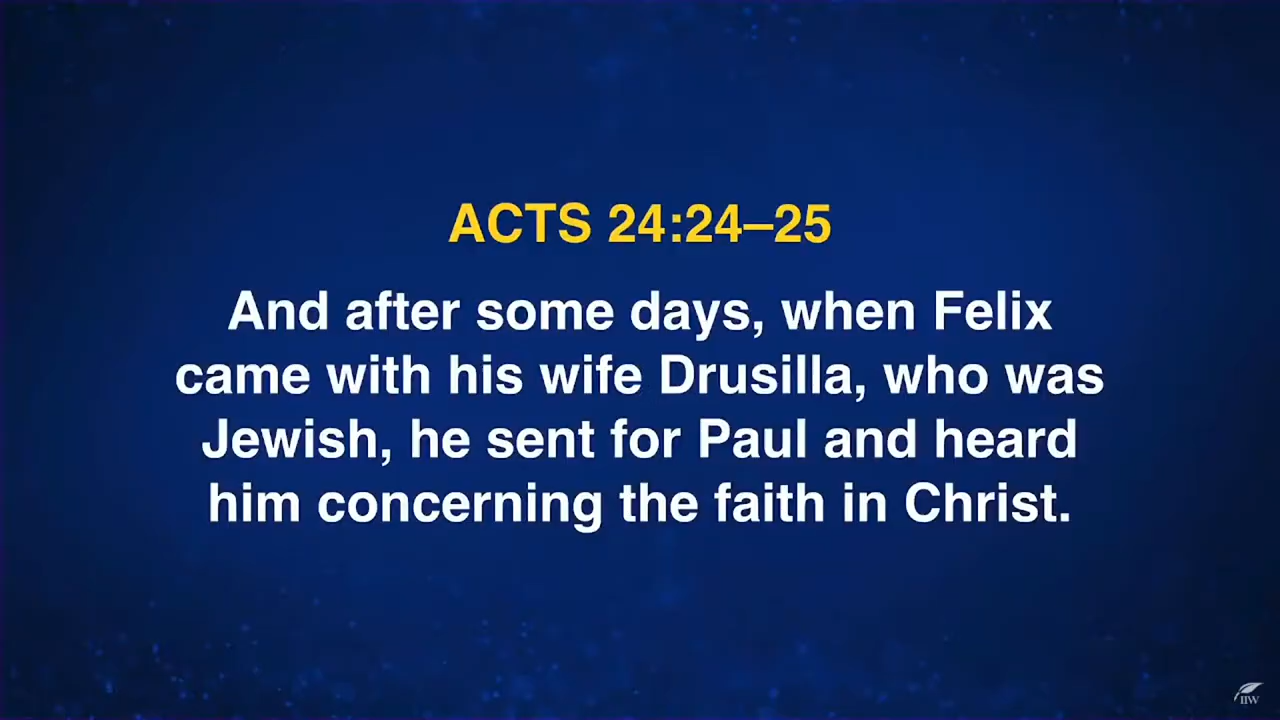 ACTS 24:24–25
And after some days, when Felix
came with his wife Drusilla, who was
Jewish, he sent for Paul and heard
him concerning the faith in Christ.
IIW